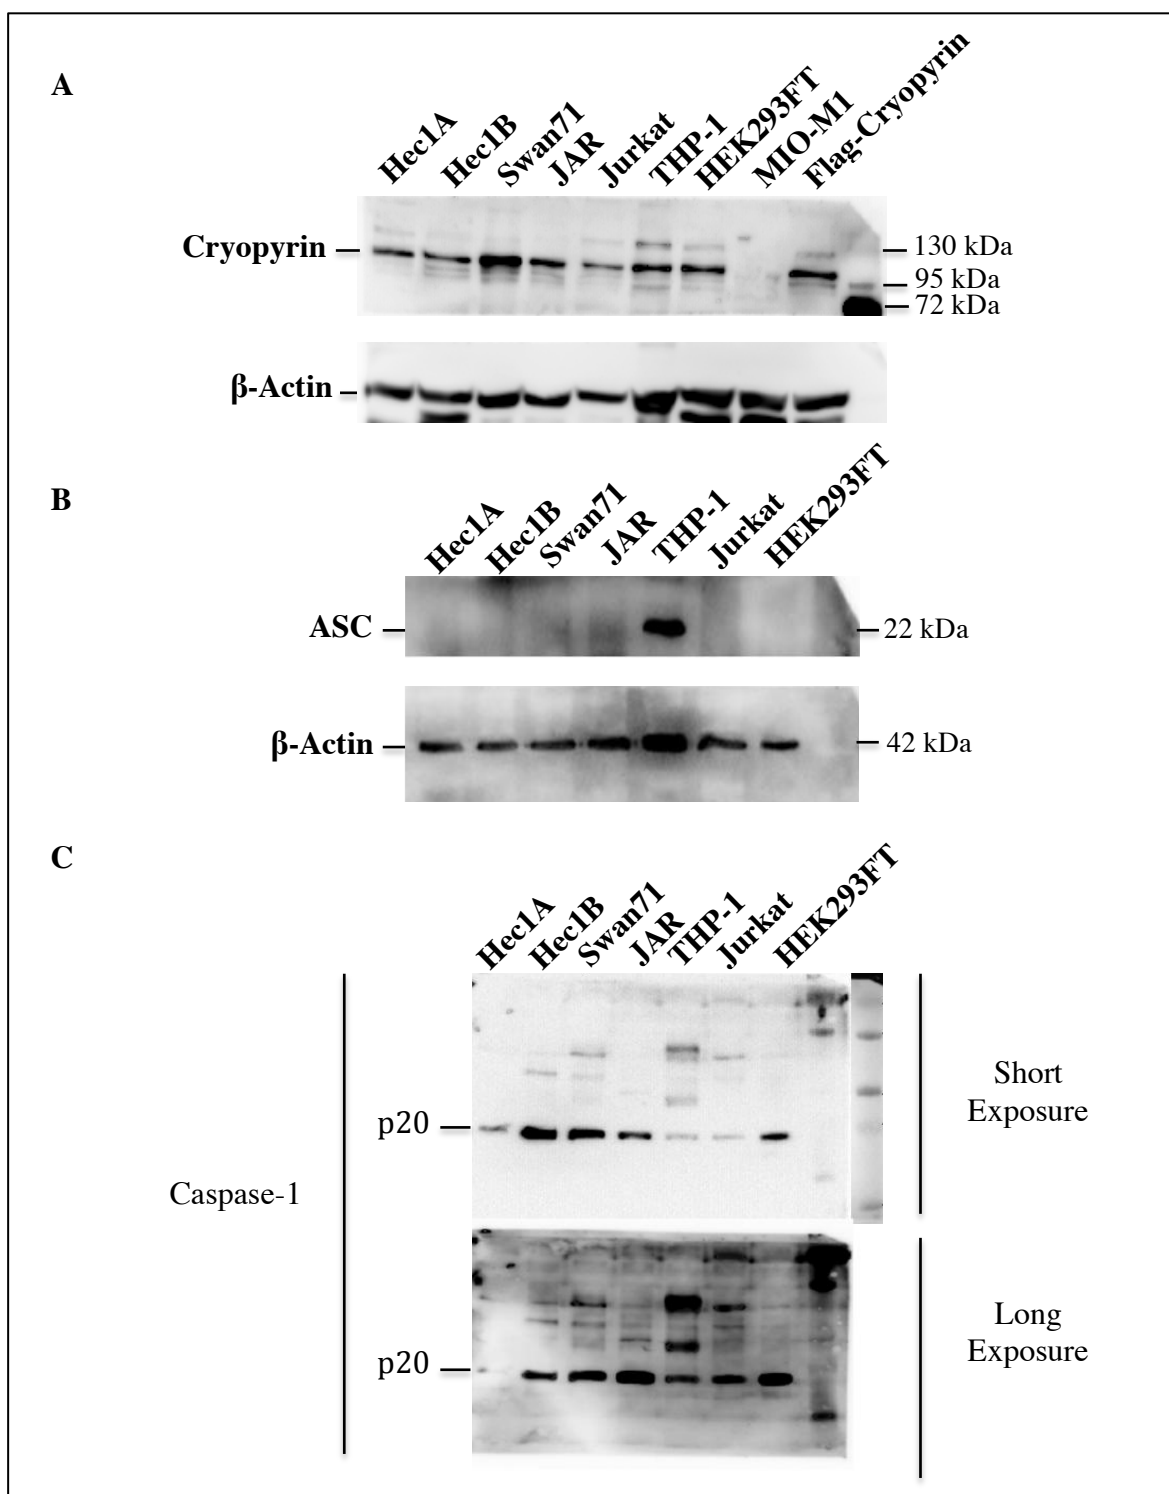 A
Hec1A
Hec1B
Swan71
JAR
Jurkat
THP-1
HEK293FT
MIO-M1
Flag-Cryopyrin
Cryopyrin
130 kDa
95 kDa
72 kDa
β-Actin
B
Hec1A
Hec1B
Swan71
JAR
THP-1
Jurkat
HEK293FT
ASC
22 kDa
β-Actin
42 kDa
C
Hec1A
Hec1B
Swan71
JAR
THP-1
Jurkat
HEK293FT
Caspase-1
p20
Short
Exposure
p20
Long
Exposure